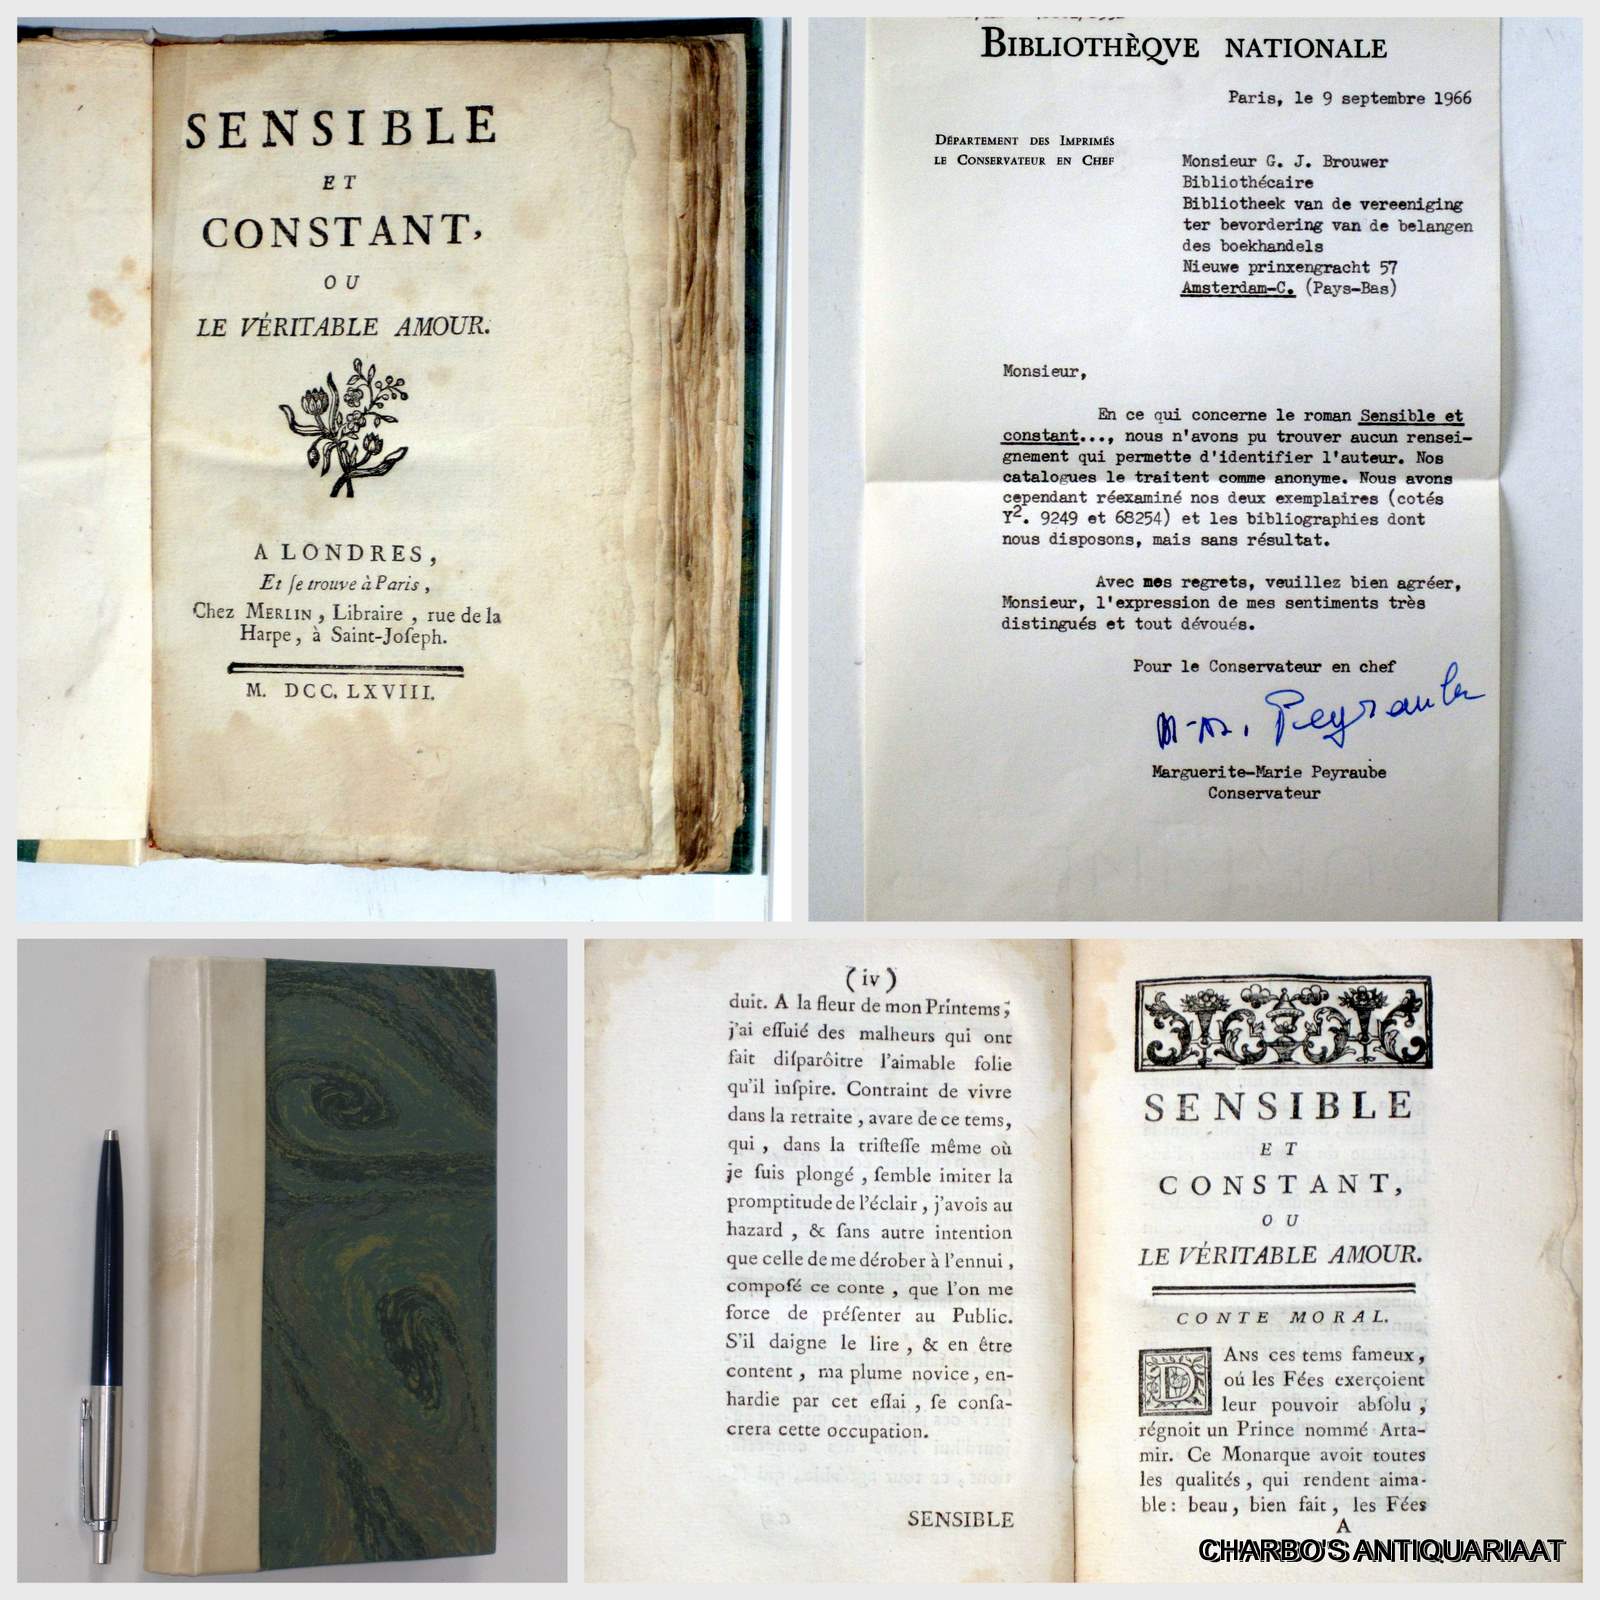 SENSIBLE
ET
CONSTANT,
OU
LE VÉRITABLE AMOUR.
A LONDRES,
Et ſe trouve à Paris,
Chez MERLIN, Libraire, rue de la
Harpe, à Saint-Joſeph.
M. DCC. LXVIII.
BIBLIOTHÈQVE NATIONALE
Paris, le 9 septembre 1966
DÉPARTEMENT DES IMPRIMÉS
LE CONSERVATEUR EN CHEF
Monsieur G. J. Brouwer
Bibliothécaire
Bibliotheek van de vereeniging
ter bevordering van de belangen
des boekhandels
Nieuwe prinxengracht 57
Amsterdam-C. (Pays-Bas)
Monsieur,
En ce qui concerne le roman Sensible et
constant..., nous n'avons pu trouver aucun rensei-
gnement qui permette d'identifier l'auteur. Nos
catalogues le traitent comme anonyme. Nous avons
cependant réexaminé nos deux exemplaires (cotés
Y². 9249 et 68254) et les bibliographies dont
nous disposons, mais sans résultat.
Avec mes regrets, veuillez bien agréer,
Monsieur, l'expression de mes sentiments très
distingués et tout dévoués.
Pour le Conservateur en chef
M-M. Peyraube
Marguerite-Marie Peyraube
Conservateur
(iv)
duit. A la fleur de mon Printems,
j'ai eſſuié des malheurs qui ont
fait diſparôitre l'aimable folie
qu'il inſpire. Contraint de vivre
dans la retraite, avare de ce tems,
qui, dans la triſteſſe même où
je ſuis plongé, ſemble imiter la
promptitude de l'éclair, j'avois au
hazard, & ſans autre intention
que celle de me dérober à l'ennui,
compoſé ce conte, que l'on me
force de préſenter au Public.
S'il daigne le lire, & en être
content, ma plume novice, en-
hardie par cet eſſai, ſe conſa-
crera cette occupation.
SENSIBLE
SENSIBLE
ET
CONSTANT,
OU
LE VÉRITABLE AMOUR.
CONTE MORAL.
DANS ces tems fameux,
oú les Fées exerçoient
leur pouvoir abſolu,
régnoit un Prince nommé Arta-
mir. Ce Monarque avoit toutes
les qualités, qui rendent aima-
ble: beau, bien fait, les Fées
A
CHARBO'S ANTIQUARIAAT